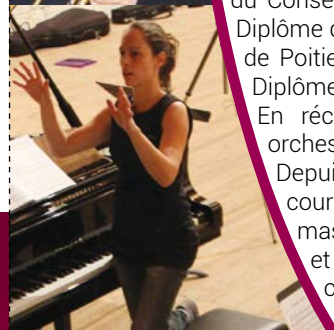 du Conse
Diplôme d
de Poitie
Diplôme
En réc
orches
Depui
cour
mas
et